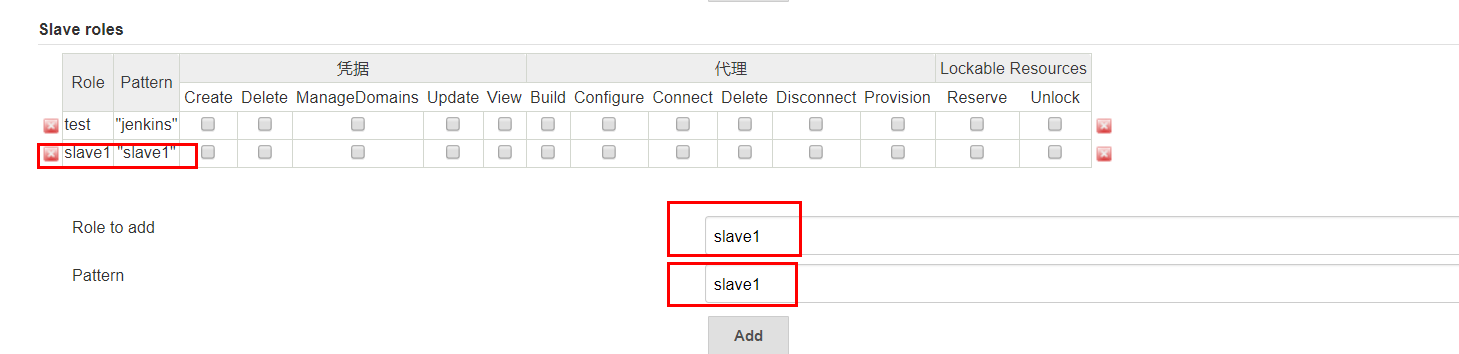 Slave roles
Role Pattern 凭据 代理 Lockable Resources
Create Delete ManageDomains Update View Build Configure Connect Delete Disconnect Provision Reserve Unlock
test "jenkins"
slave1 "slave1"
Role to add slave1
Pattern slave1
Add